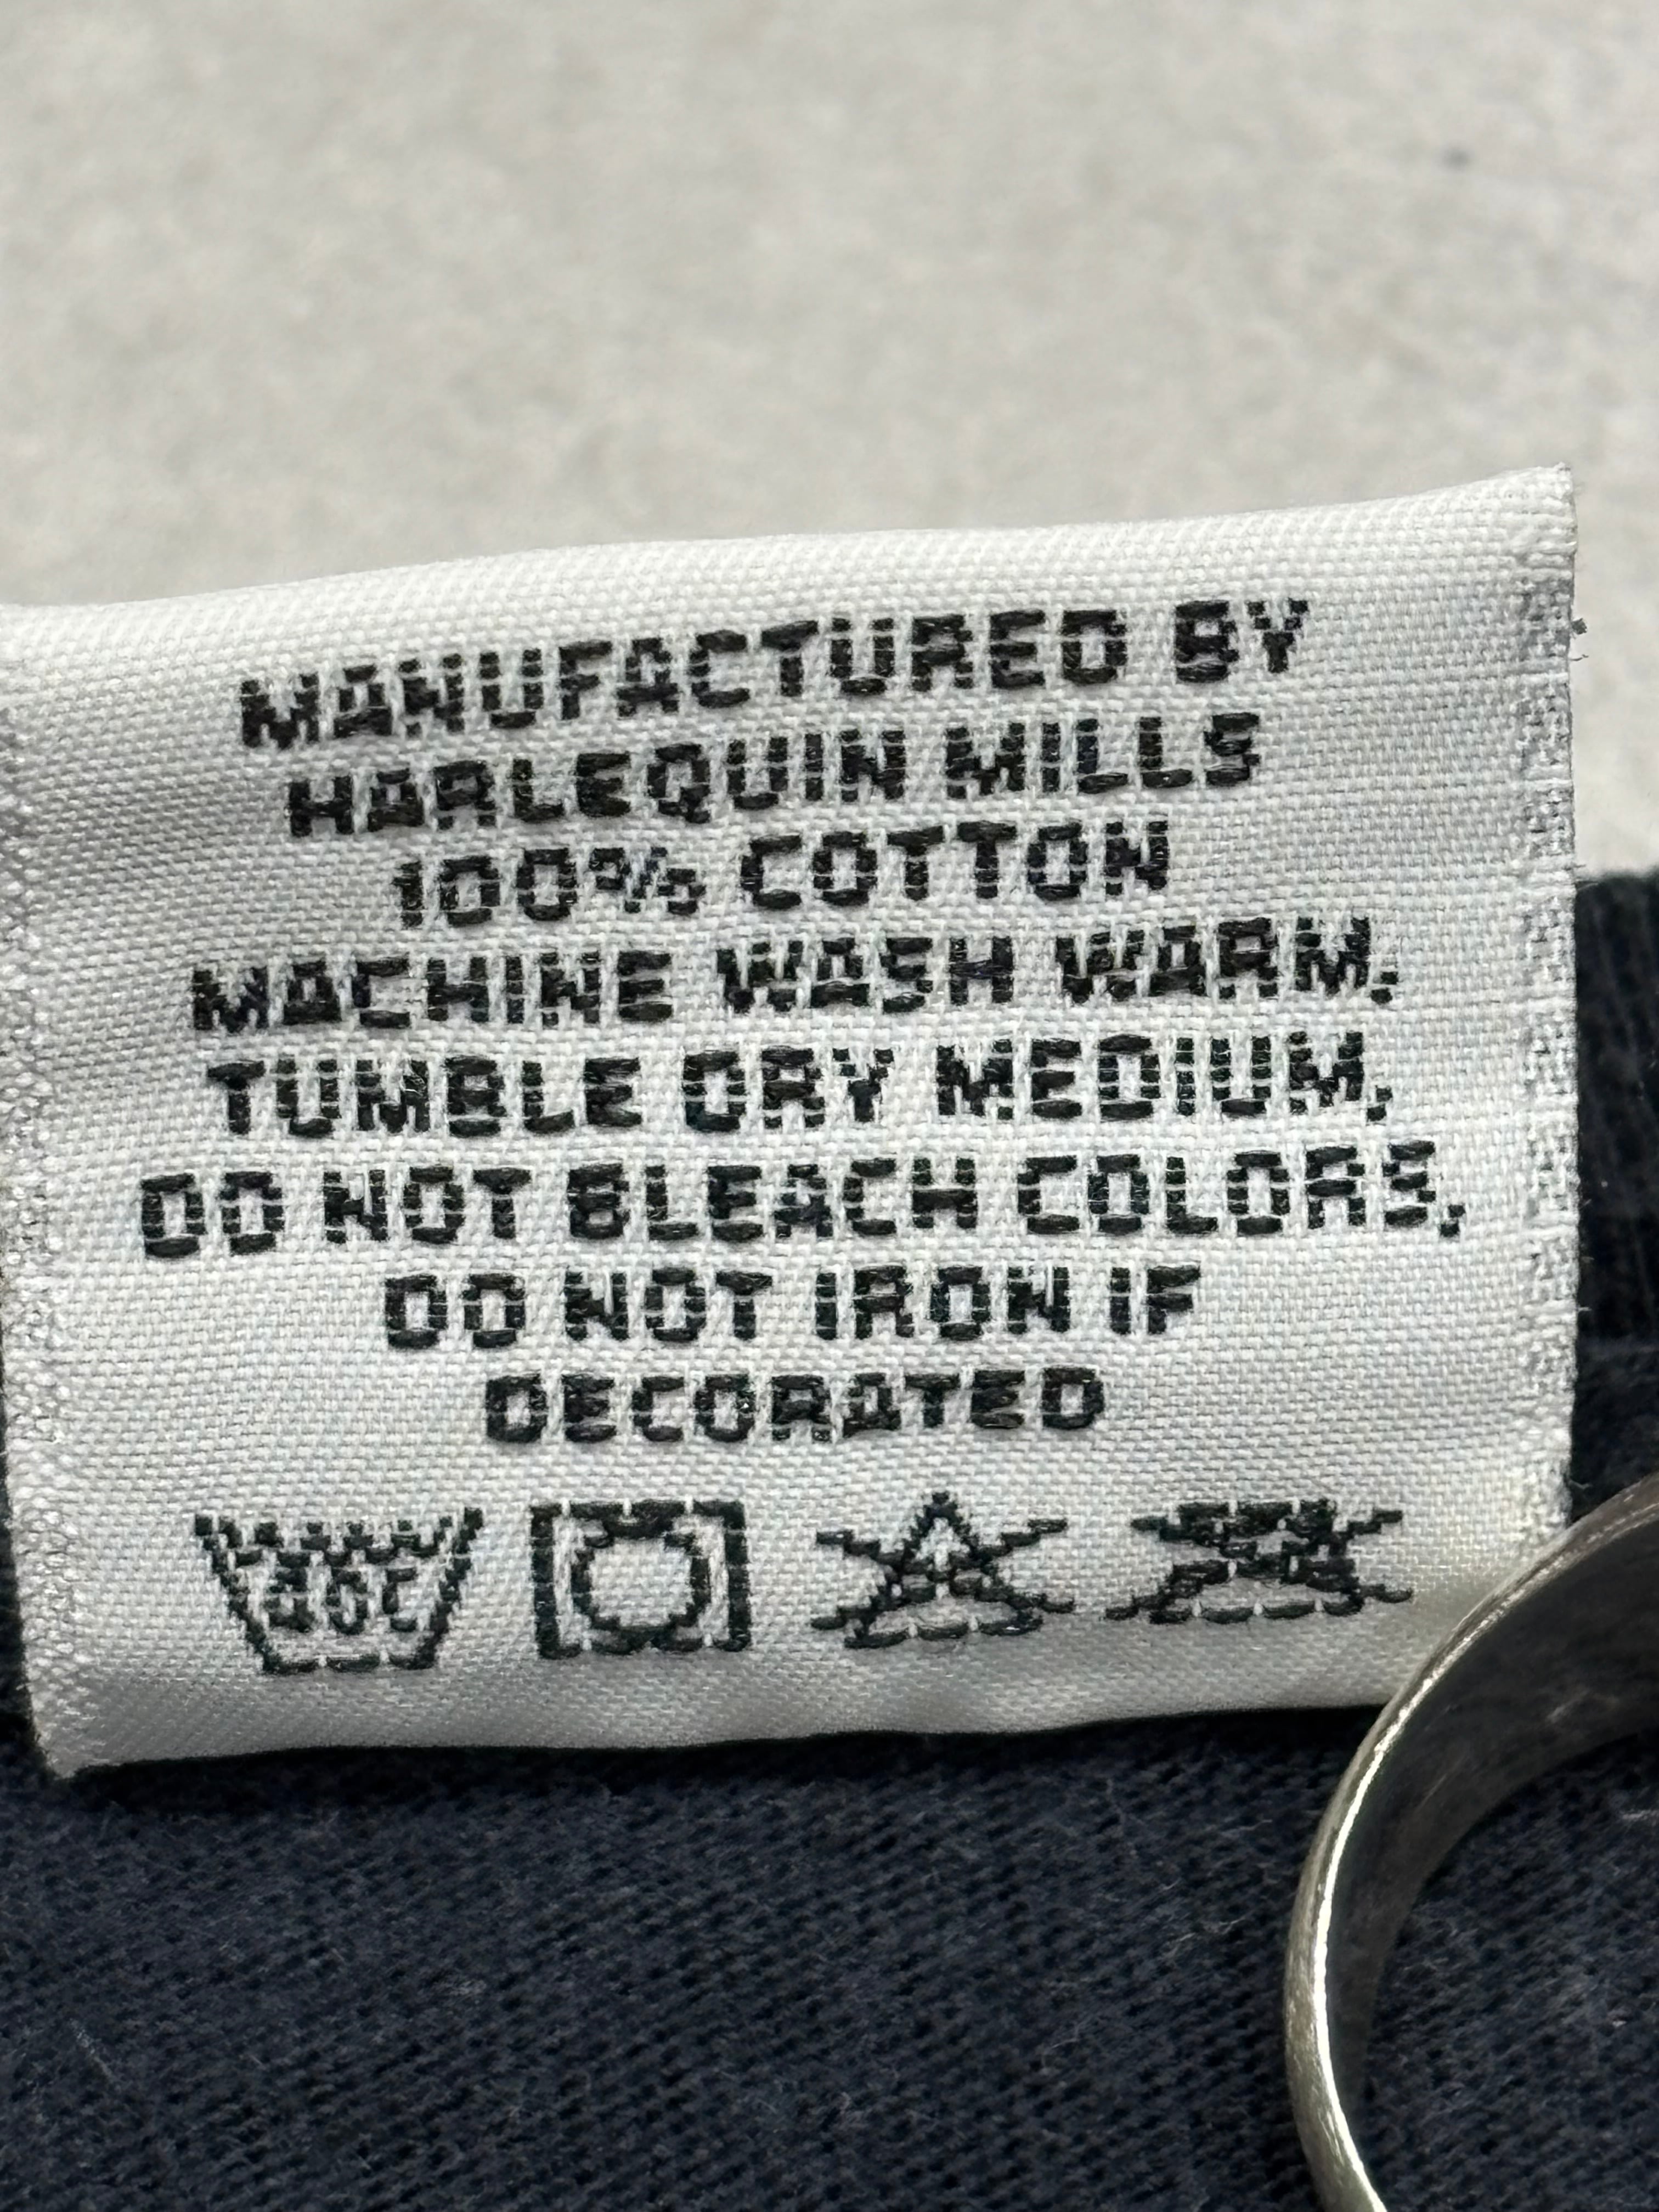 MANUFACTURED BY
HARLEQUIN MILLS
100% COTTON
MACHINE WASH WARM,
TUMBLE DRY MEDIUM,
DO NOT BLEACH COLORS,
DO NOT IRON IF
DECORATED